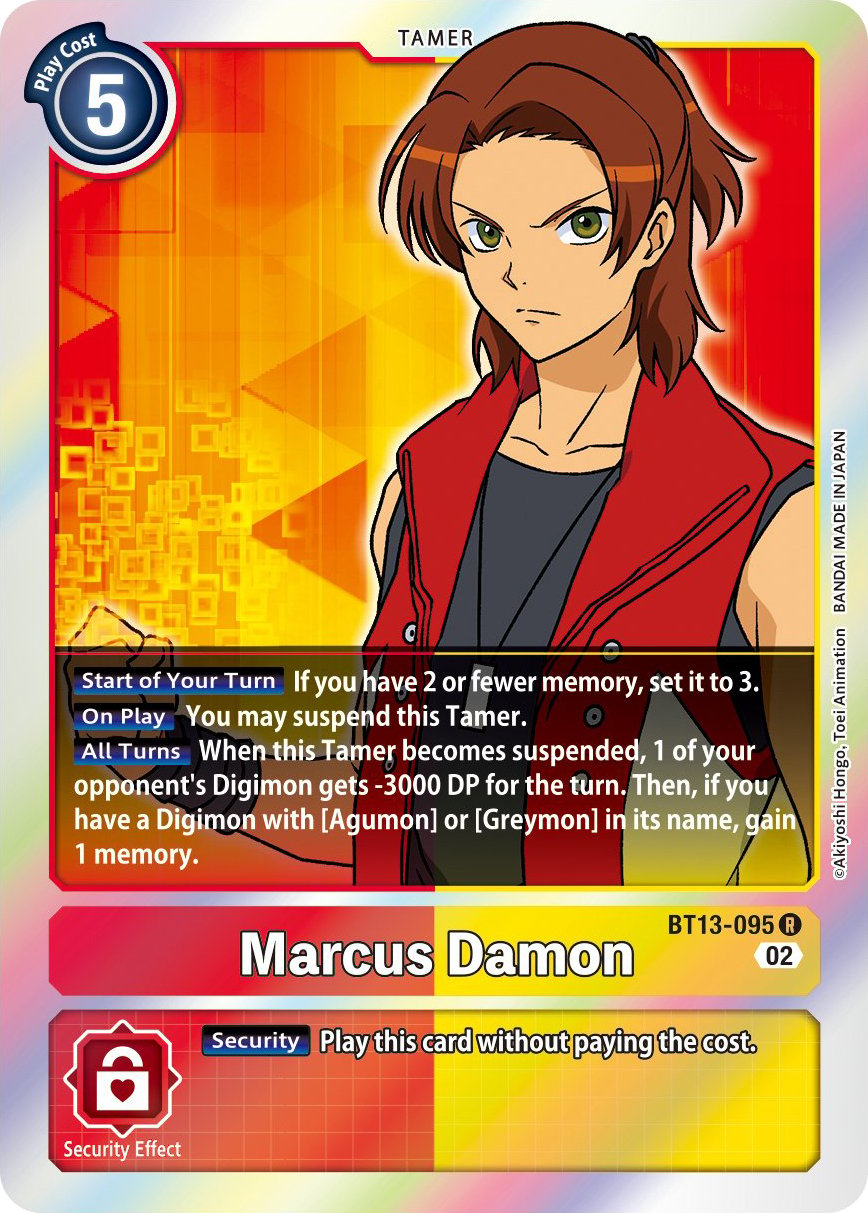 TAMER
Play Cost
5
Start of Your Turn If you have 2 or fewer memory, set it to 3.
On Play You may suspend this Tamer.
All Turns When this Tamer becomes suspended, 1 of your
opponent's Digimon gets -3000 DP for the turn. Then, if you
have a Digimon with [Agumon] or [Greymon] in its name, gain
1 memory.
©Akiyoshi Hongo, Toei Animation BANDAI MADE IN JAPAN
BT13-095 R
Marcus Damon
02
Security Play this card without paying the cost.
Security Effect